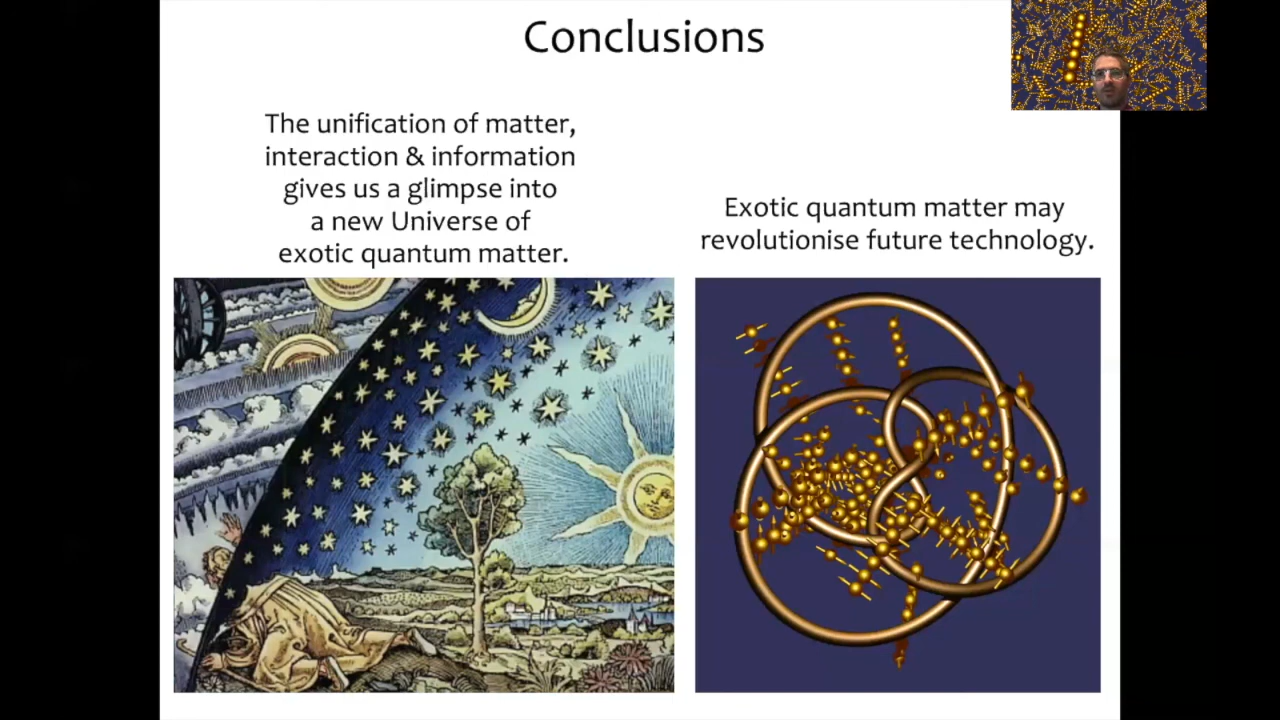 Conclusions
The unification of matter,
interaction & information
gives us a glimpse into
a new Universe of
exotic quantum matter.
Exotic quantum matter may
revolutionise future technology.